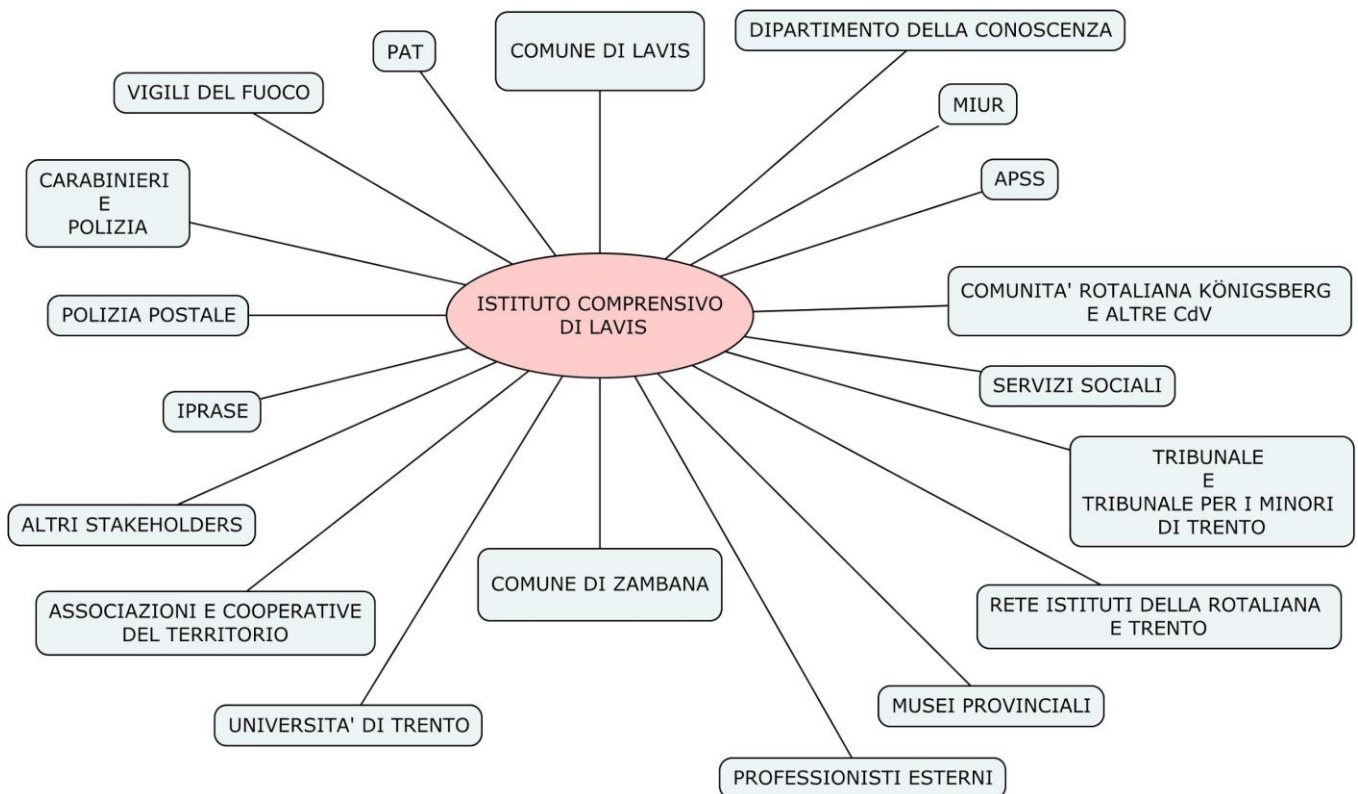 DIPARTIMENTO DELLA CONOSCENZA
PAT
COMUNE DI LAVIS
VIGILI DEL FUOCO
MIUR
CARABINIERI
E
POLIZIA
APSS
ISTITUTO COMPRENSIVO
DI LAVIS
COMUNITA' ROTALIANA KÖNIGSBERG
E ALTRE CdV
POLIZIA POSTALE
SERVIZI SOCIALI
IPRASE
TRIBUNALE
E
TRIBUNALE PER I MINORI
DI TRENTO
ALTRI STAKEHOLDERS
COMUNE DI ZAMBANA
ASSOCIAZIONI E COOPERATIVE
DEL TERRITORIO
RETE ISTITUTI DELLA ROTALIANA
E TRENTO
MUSEI PROVINCIALI
UNIVERSITA' DI TRENTO
PROFESSIONISTI ESTERNI